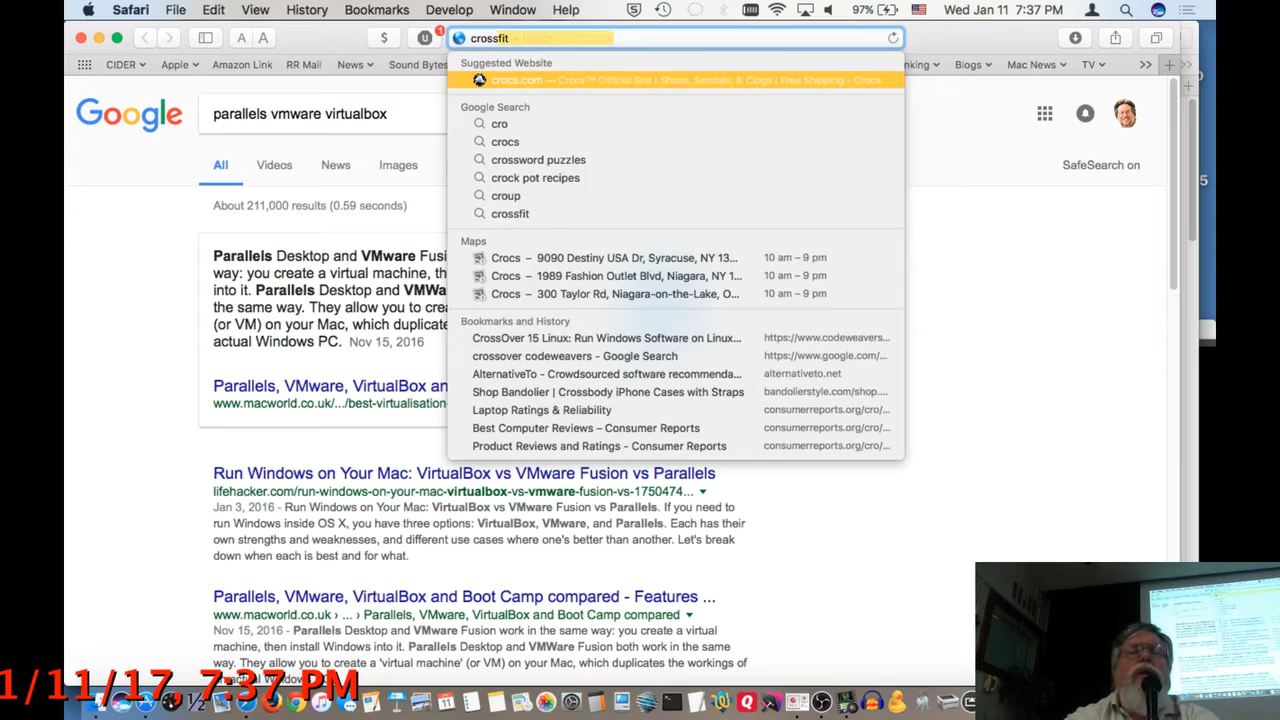 Safari File Edit View History Bookmarks Develop Window Help 97% Wed Jan 11 7:37 PM
$ u 1 crossfit
CIDER Apple Amazon Link RR Mail News Sound Bytes king Blogs Mac News TV
Google parallels vmware virtualbox
All Videos News Images SafeSearch on
About 211,000 results (0.59 seconds)
Parallels Desktop and VMware Fusi
way: you create a virtual machine, th
into it. Parallels Desktop and VMWa
the same way. They allow you to crea
(or VM) on your Mac, which duplicate
actual Windows PC. Nov 15, 2016
Parallels, VMware, VirtualBox an
www.macworld.co.uk/.../best-virtualisation
Suggested Website
crocs.com — Crocs™ Official Site | Shoes, Sandals, & Clogs | Free Shipping - Crocs
Google Search
cro
crocs
crossword puzzles
crock pot recipes
croup
crossfit
Maps
Crocs – 9090 Destiny USA Dr, Syracuse, NY 13... 10 am – 9 pm
Crocs – 1989 Fashion Outlet Blvd, Niagara, NY 1... 10 am – 9 pm
Crocs – 300 Taylor Rd, Niagara-on-the-Lake, O... 10 am – 9 pm
Bookmarks and History
CrossOver 15 Linux: Run Windows Software on Linux... https://www.codeweavers...
crossover codeweavers - Google Search https://www.google.com/...
AlternativeTo - Crowdsourced software recommenda... alternativeto.net
Shop Bandolier | Crossbody iPhone Cases with Straps bandolierstyle.com/shop...
Laptop Ratings & Reliability consumerreports.org/cro/...
Best Computer Reviews – Consumer Reports consumerreports.org/cro/...
Product Reviews and Ratings - Consumer Reports consumerreports.org/cro/...
Run Windows on Your Mac: VirtualBox vs VMware Fusion vs Parallels
lifehacker.com/run-windows-on-your-mac-virtualbox-vs-vmware-fusion-vs-1750474...
Jan 3, 2016 - Run Windows on Your Mac: VirtualBox vs VMware Fusion vs Parallels. If you need to
run Windows inside OS X, you have three options: VirtualBox, VMware, and Parallels. Each has their
own strengths and weaknesses, and different use cases where one's better than another. Let's break
down when each is best and for what.
Parallels, VMware, VirtualBox and Boot Camp compared - Features ...
www.macworld.co.uk › ... Parallels, VMware, VirtualBox and Boot Camp compared
Nov 15, 2016 - Parallels Desktop and VMware Fusion work in the same way: you create a virtual
machine, then install Windows into it. Parallels Desktop and VMWare Fusion both work in the same
way. They allow you to create a 'virtual machine' (or VM) on your Mac, which duplicates the workings of
1/11/17 7:37 PM